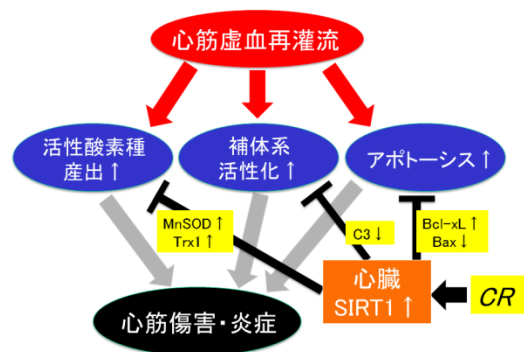 心筋虚血再灌流
活性酸素種
産出↑
補体系
活性化↑
アポトーシス↑
MnSOD↑
Trx1↑
C3↓
Bcl-xL↑
Bax↓
心臓
SIRT1↑
CR
心筋傷害・炎症